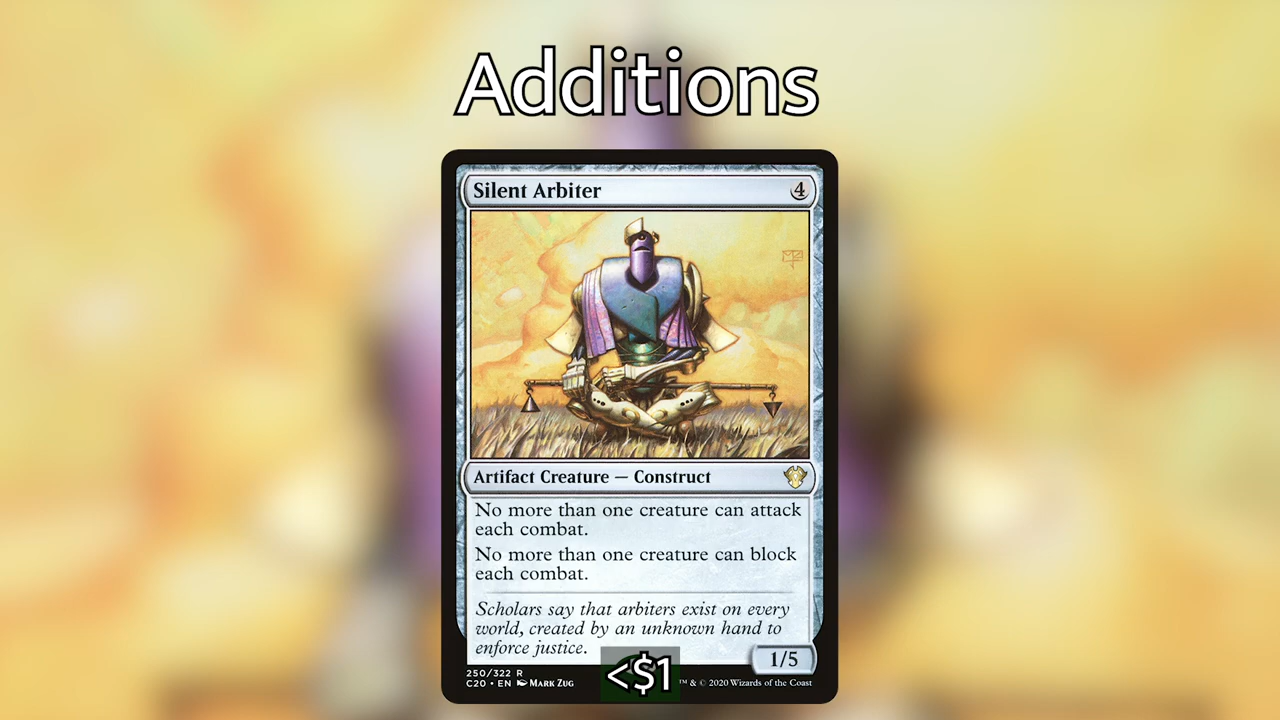 Additions
Silent Arbiter 4
Artifact Creature — Construct
No more than one creature can attack
each combat.
No more than one creature can block
each combat.
Scholars say that arbiters exist on every
world, created by an unknown hand to
enforce justice.
1/5
<$1
250/322 R
C20 • EN Mark Zug
™ & © 2020 Wizards of the Coast